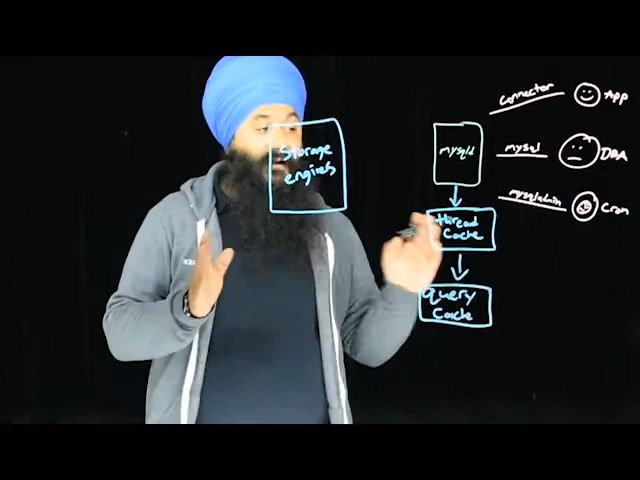 Connector
App
mysqld
mysql
DBA
mysqladmin
Cron
Storage
engines
thread
Cache
Query
Cache